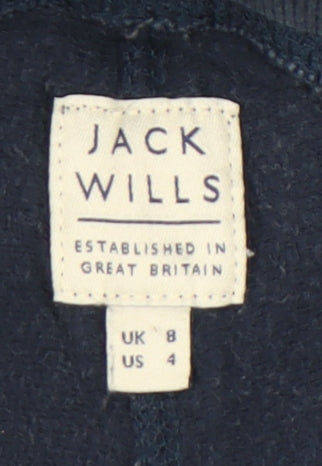 JACK
WILLS
ESTABLISHED IN
GREAT BRITAIN
UK 8
US 4